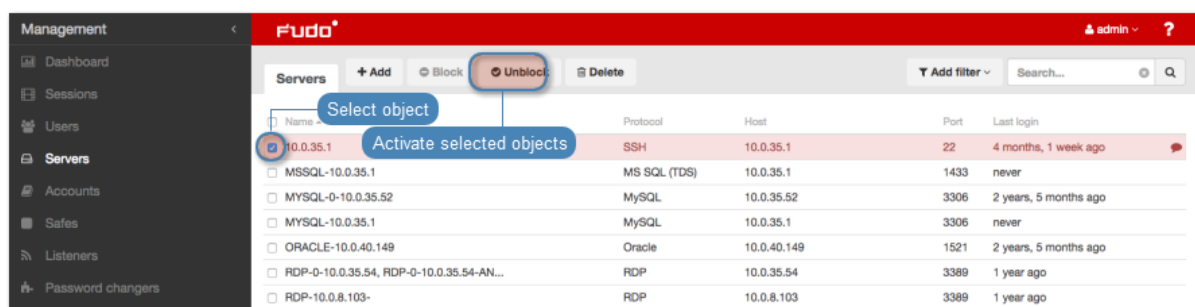 Management
Fudo
admin
?
Dashboard
Sessions
Users
Servers
Accounts
Safes
Listeners
Password changers
Servers
+ Add
Block
Unblock
Delete
Add filter
Search...
Select object
Activate selected objects
Name Protocol Host Port Last login
10.0.35.1 SSH 10.0.35.1 22 4 months, 1 week ago
MSSQL-10.0.35.1 MS SQL (TDS) 10.0.35.1 1433 never
MYSQL-0-10.0.35.52 MySQL 10.0.35.52 3306 2 years, 5 months ago
MYSQL-10.0.35.1 MySQL 10.0.35.1 3306 never
ORACLE-10.0.40.149 Oracle 10.0.40.149 1521 2 years, 5 months ago
RDP-0-10.0.35.54, RDP-0-10.0.35.54-AN... RDP 10.0.35.54 3389 1 year ago
RDP-10.0.8.103- RDP 10.0.8.103 3389 1 year ago